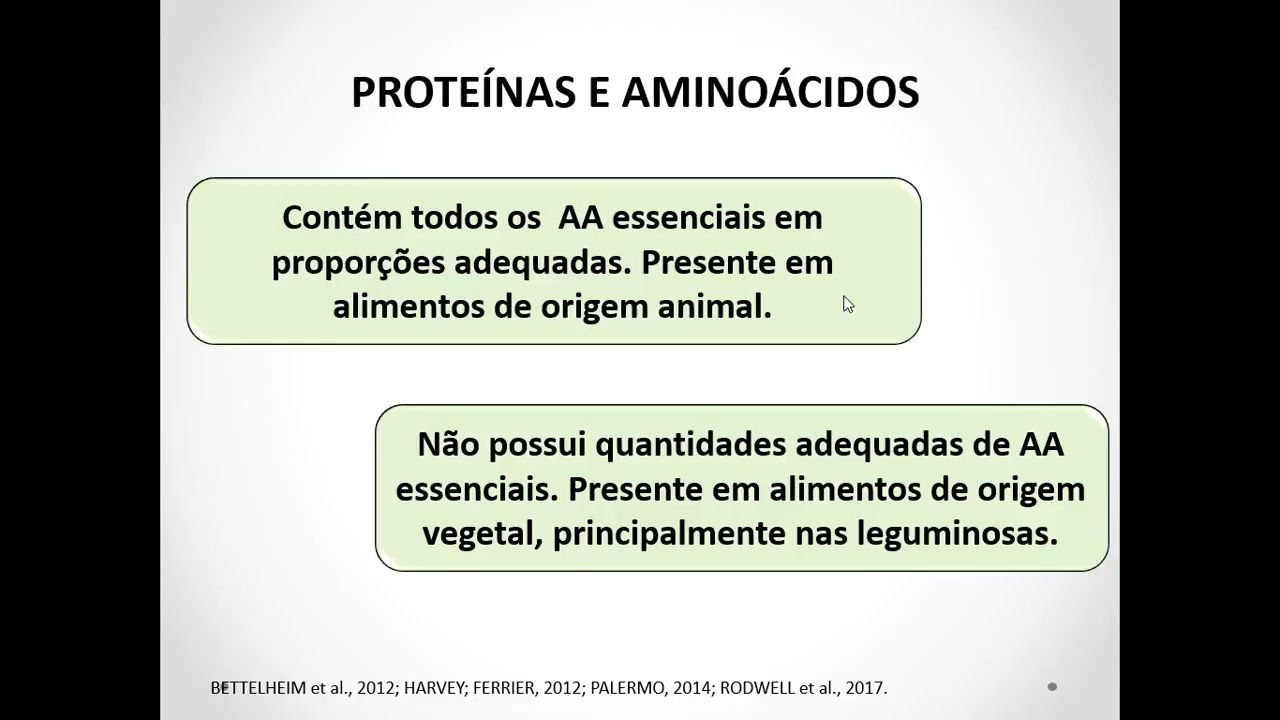 PROTEÍNAS E AMINOÁCIDOS
Contém todos os AA essenciais em
proporções adequadas. Presente em
alimentos de origem animal.
Não possui quantidades adequadas de AA
essenciais. Presente em alimentos de origem
vegetal, principalmente nas leguminosas.
BETTELHEIM et al., 2012; HARVEY; FERRIER, 2012; PALERMO, 2014; RODWELL et al., 2017.